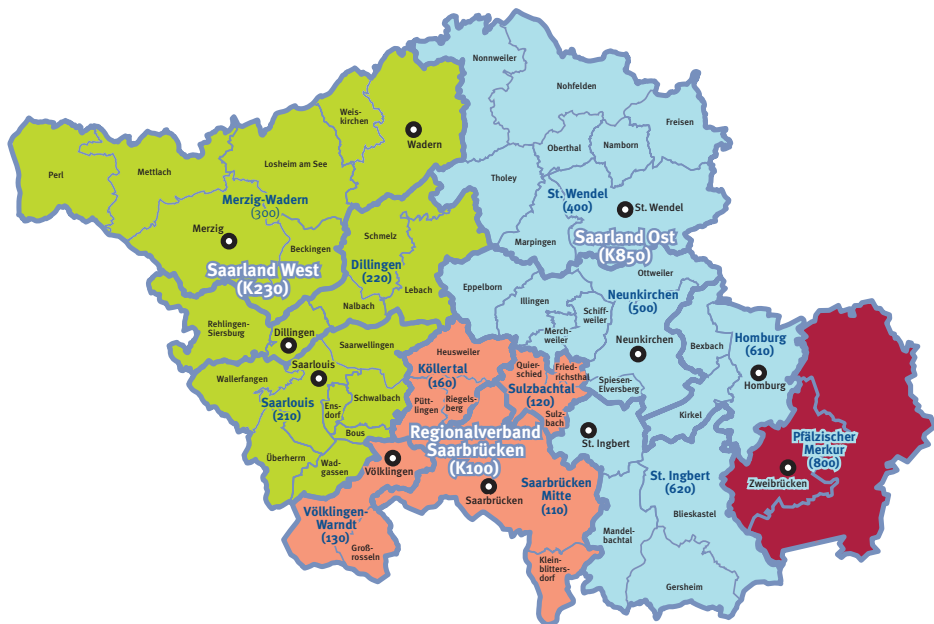 Nonnweiler
Nohfelden
Freisen
Weis-
kirchen
Wadern
Oberthal
Namborn
Losheim am See
Perl
Mettlach
Tholey
St. Wendel
(400)
Merzig-Wadern
(300)
St. Wendel
Merzig
Schmelz
Marpingen
Saarland Ost
(K850)
Beckingen
Saarland West
(K230)
Dillingen
(220)
Ottweiler
Lebach
Eppelborn
Illingen
Neunkirchen
(500)
Nalbach
Schiff-
weiler
Rehlingen-
Siersburg
Dillingen
Merch-
weiler
Neunkirchen
Bexbach
Homburg
(610)
Saarwellingen
Heusweiler
Saarlouis
Köllertal
(160)
Quier-
schied
Fried-
richsthal
Homburg
Wallerfangen
Spiesen-
Elversberg
Sulzbachtal
(120)
Saarlouis
(210)
Ens-
dorf
Schwalbach
Pütt-
lingen
Riegels-
berg
Sulz-
bach
Kirkel
Bous
Regionalverband
Saarbrücken
(K100)
St. Ingbert
Pfälzischer
Merkur
(800)
Überherrn
Wad-
gassen
Völklingen
St. Ingbert
(620)
Zweibrücken
Saarbrücken
Saarbrücken
Mitte
(110)
Völklingen-
Warndt
(130)
Blieskastel
Mandel-
bachtal
Groß-
rosseln
Klein-
blitters-
dorf
Gersheim